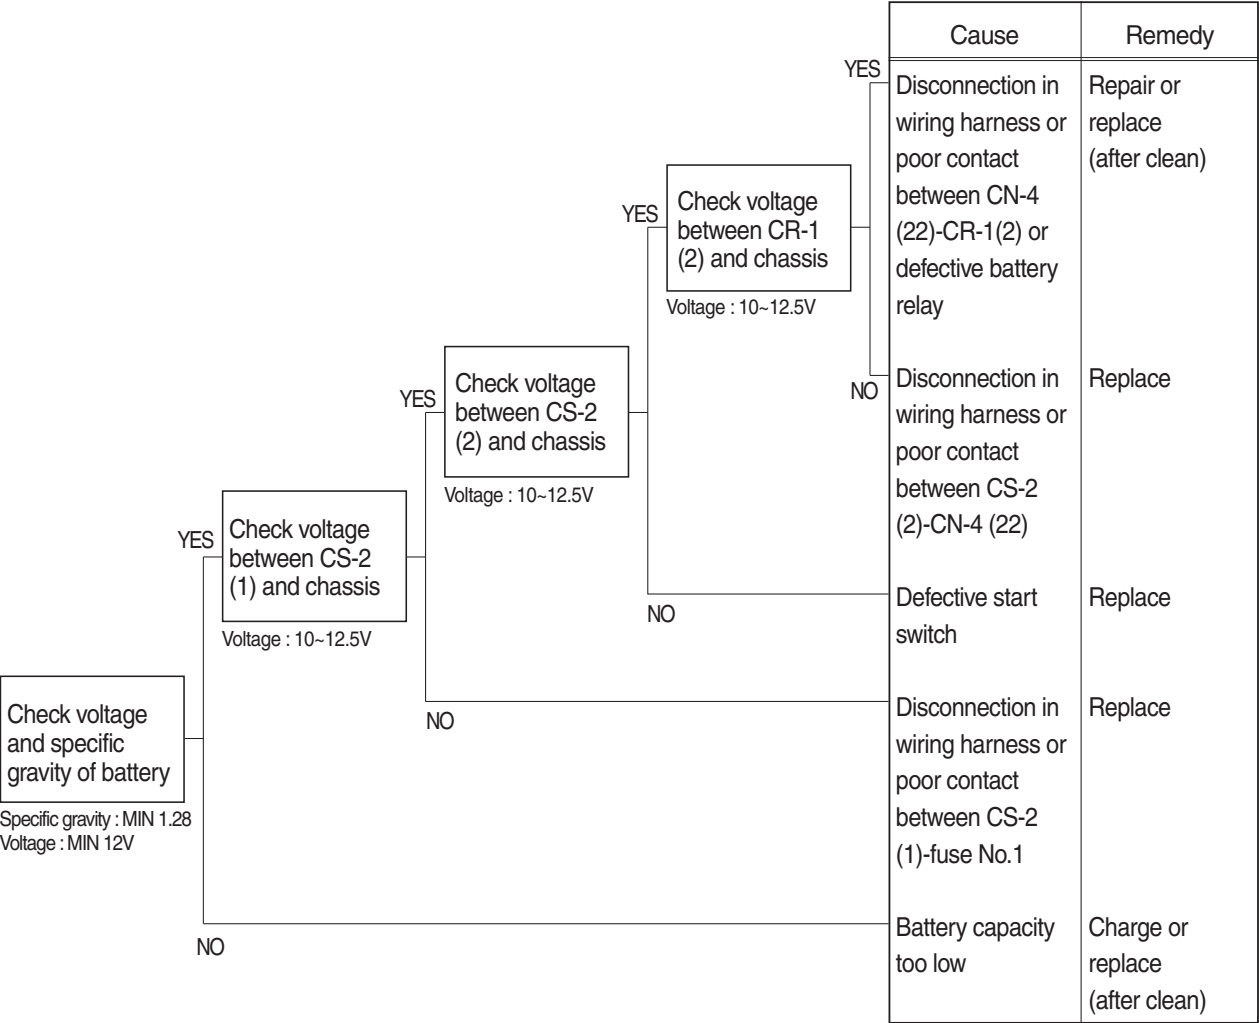 Cause
Remedy
YES
Disconnection in
wiring harness or
poor contact
between CN-4
(22)-CR-1(2) or
defective battery
relay
Repair or
replace
(after clean)
YES
Check voltage
between CR-1
(2) and chassis
Voltage : 10~12.5V
NO
Disconnection in
wiring harness or
poor contact
between CS-2
(2)-CN-4 (22)
Replace
YES
Check voltage
between CS-2
(2) and chassis
Voltage : 10~12.5V
NO
Defective start
switch
Replace
YES
Check voltage
between CS-2
(1) and chassis
Voltage : 10~12.5V
NO
Disconnection in
wiring harness or
poor contact
between CS-2
(1)-fuse No.1
Replace
Check voltage
and specific
gravity of battery
Specific gravity : MIN 1.28
Voltage : MIN 12V
NO
Battery capacity
too low
Charge or
replace
(after clean)